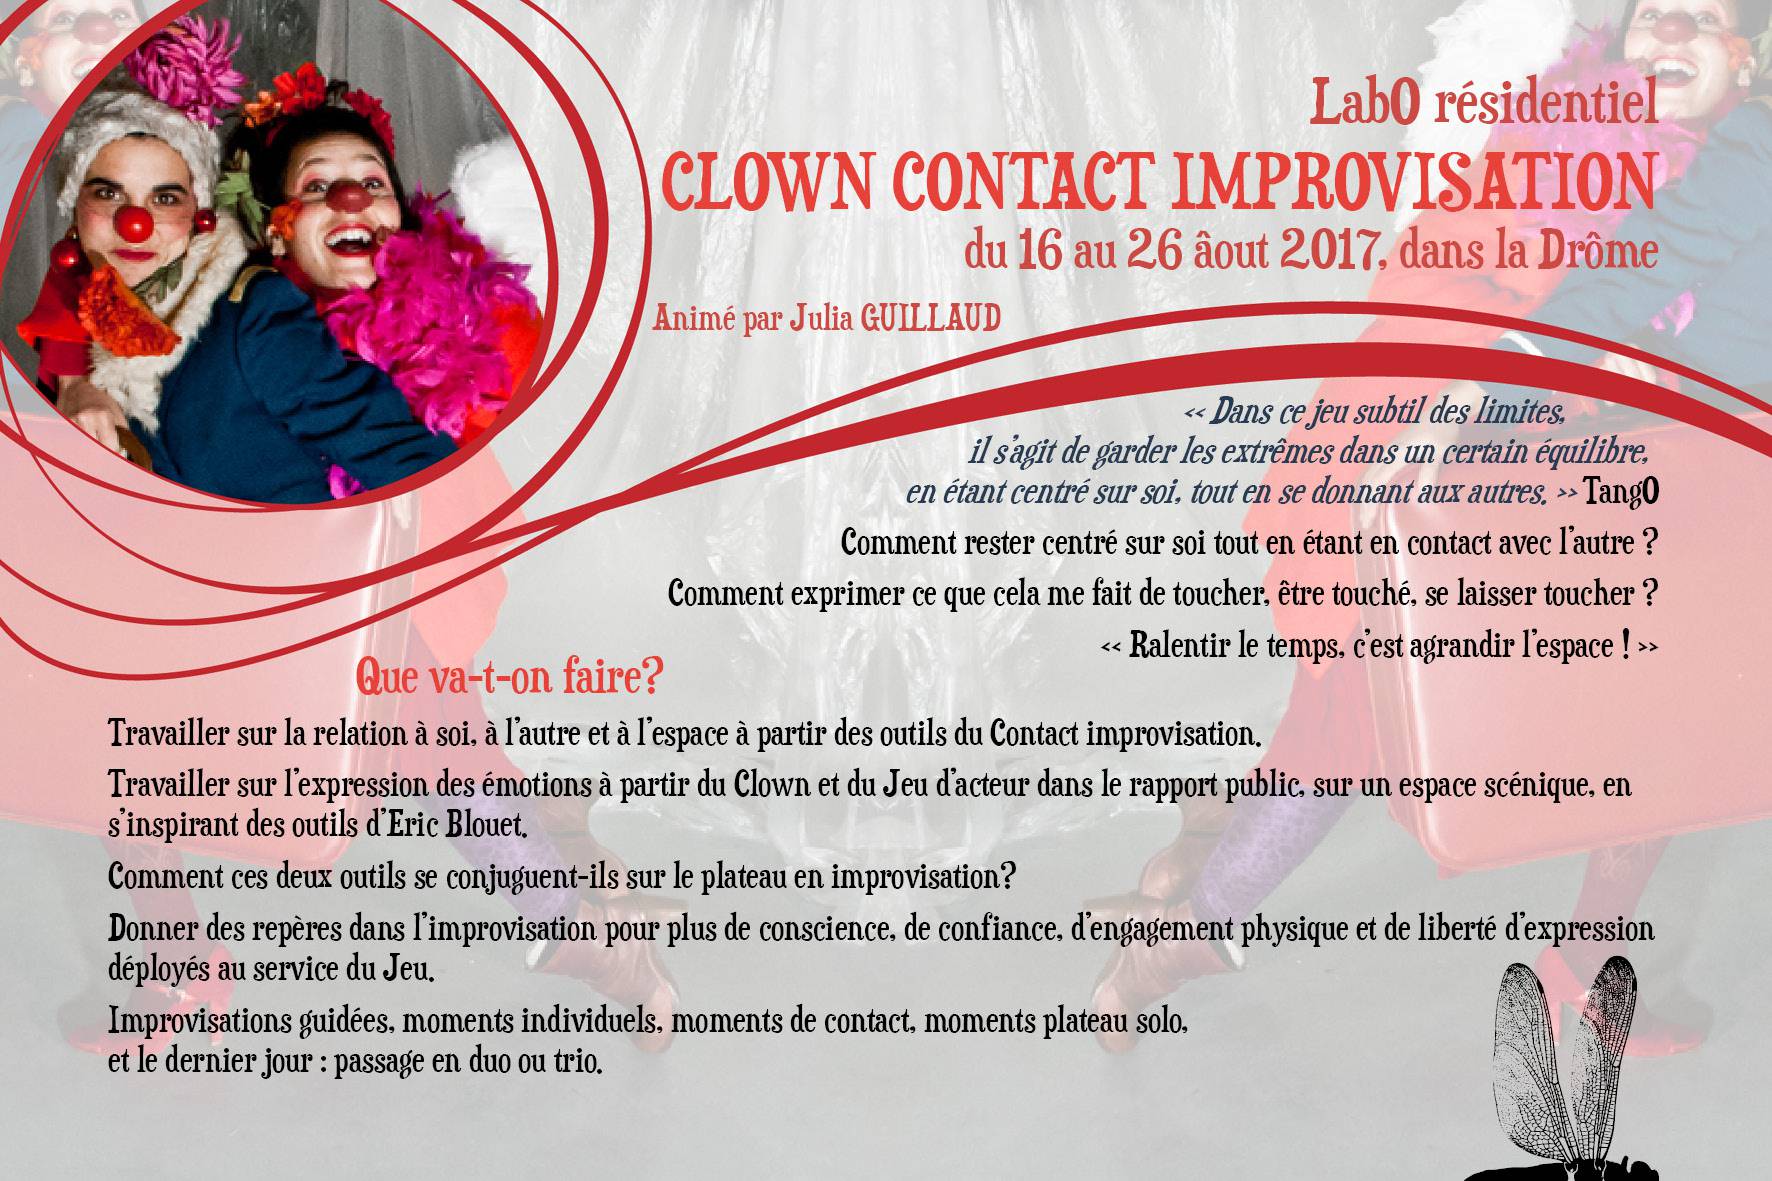 LabO résidentiel
CLOWN CONTACT IMPROVISATION
du 16 au 26 âout 2017, dans la Drôme
Animé par Julia GUILLAUD
<< Dans ce jeu subtil des limites,
il s'agit de garder les extrêmes dans un certain équilibre,
en étant centré sur soi, tout en se donnant aux autres. >> TangO
Comment rester centré sur soi tout en étant en contact avec l'autre ?
Comment exprimer ce que cela me fait de toucher, être touché, se laisser toucher ?
<< Ralentir le temps, c'est agrandir l'espace ! >>
Que va-t-on faire?
Travailler sur la relation à soi, à l'autre et à l'espace à partir des outils du Contact improvisation.
Travailler sur l'expression des émotions à partir du Clown et du Jeu d'acteur dans le rapport public, sur un espace scénique, en
s'inspirant des outils d'Eric Blouet.
Comment ces deux outils se conjuguent-ils sur le plateau en improvisation?
Donner des repères dans l'improvisation pour plus de conscience, de confiance, d'engagement physique et de liberté d'expression
déployés au service du Jeu.
Improvisations guidées, moments individuels, moments de contact, moments plateau solo,
et le dernier jour : passage en duo ou trio.